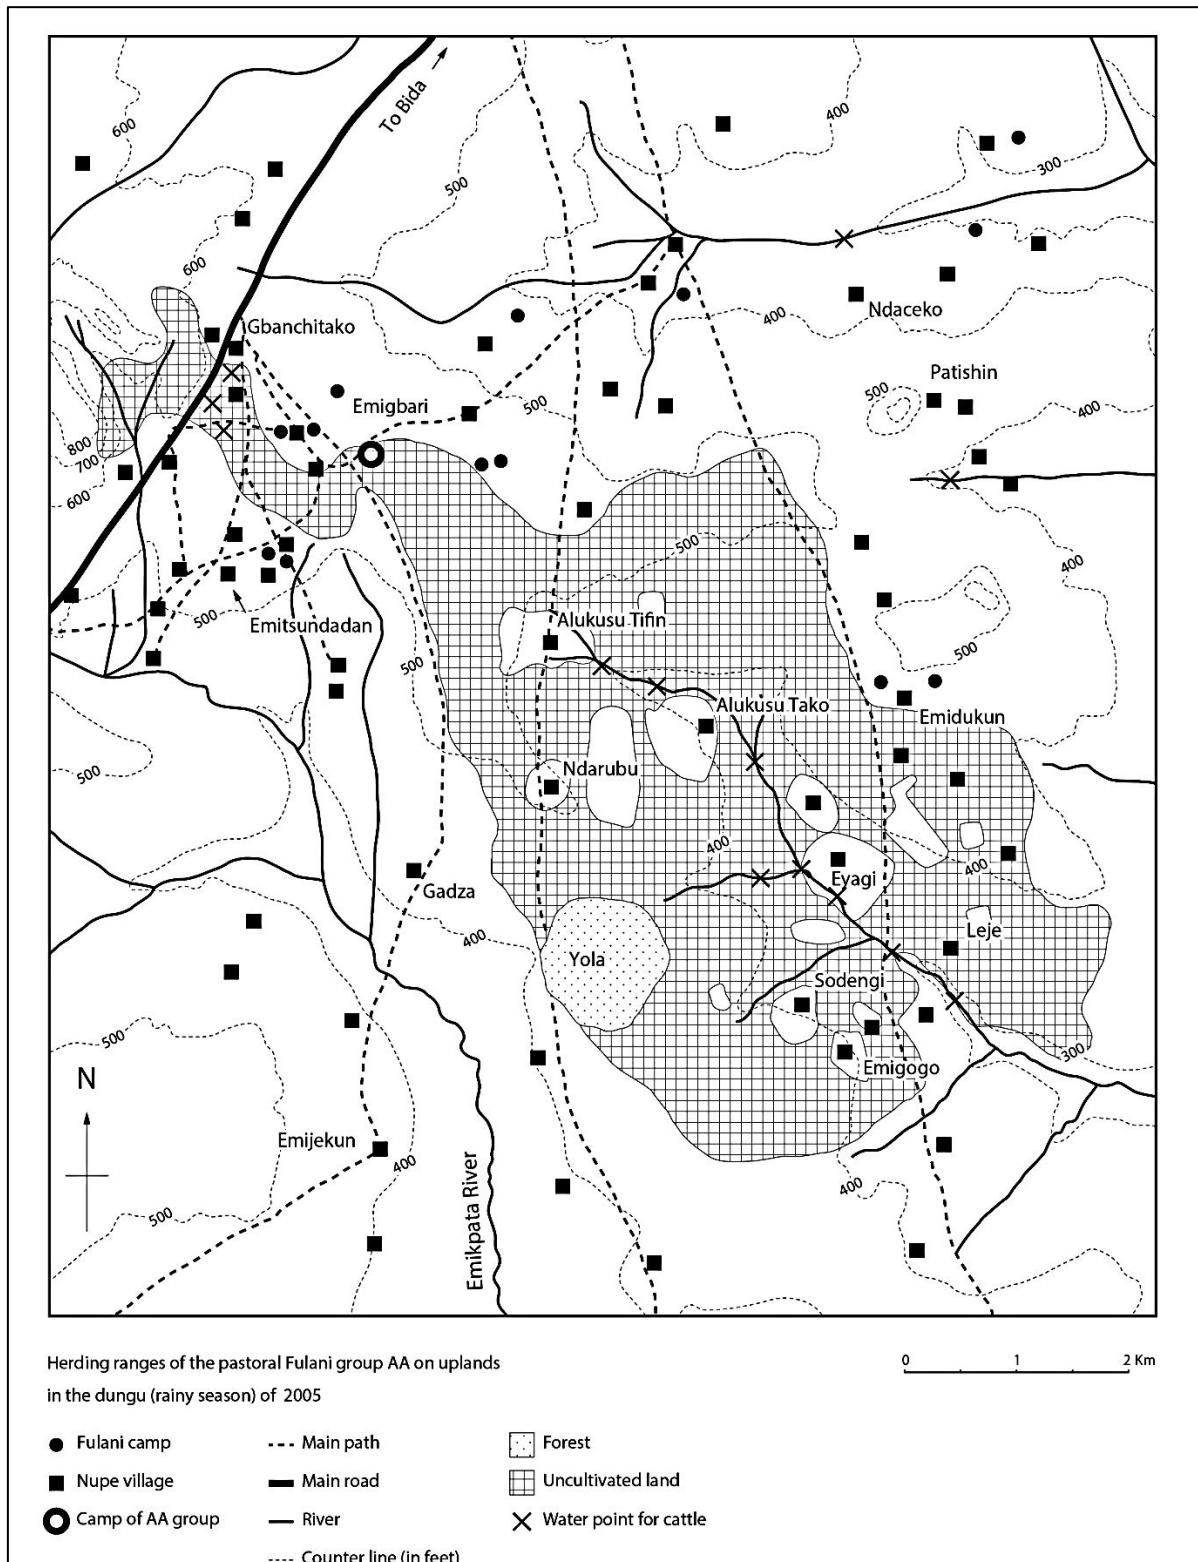 To Bida
600
400
300
500
600
Gbanchitako
Ndaceko
400
Patishin
500
Emigbari
500
400
800
700
600
500
400
Alukusu Tifin
500
Emitsundadan
500
500
Alukusu Tako
Emidukun
500
Ndarubu
400
400
Eyagi
Gadza
Leje
400
Yola
Sodengi
500
300
N
Emigogo
Emijekun
400
400
500
Emikpata River
Herding ranges of the pastoral Fulani group AA on uplands
in the dungu (rainy season) of 2005
0 1 2 Km
Fulani camp
Main path
Forest
Nupe village
Main road
Uncultivated land
Camp of AA group
River
Water point for cattle
Counter line (in feet)